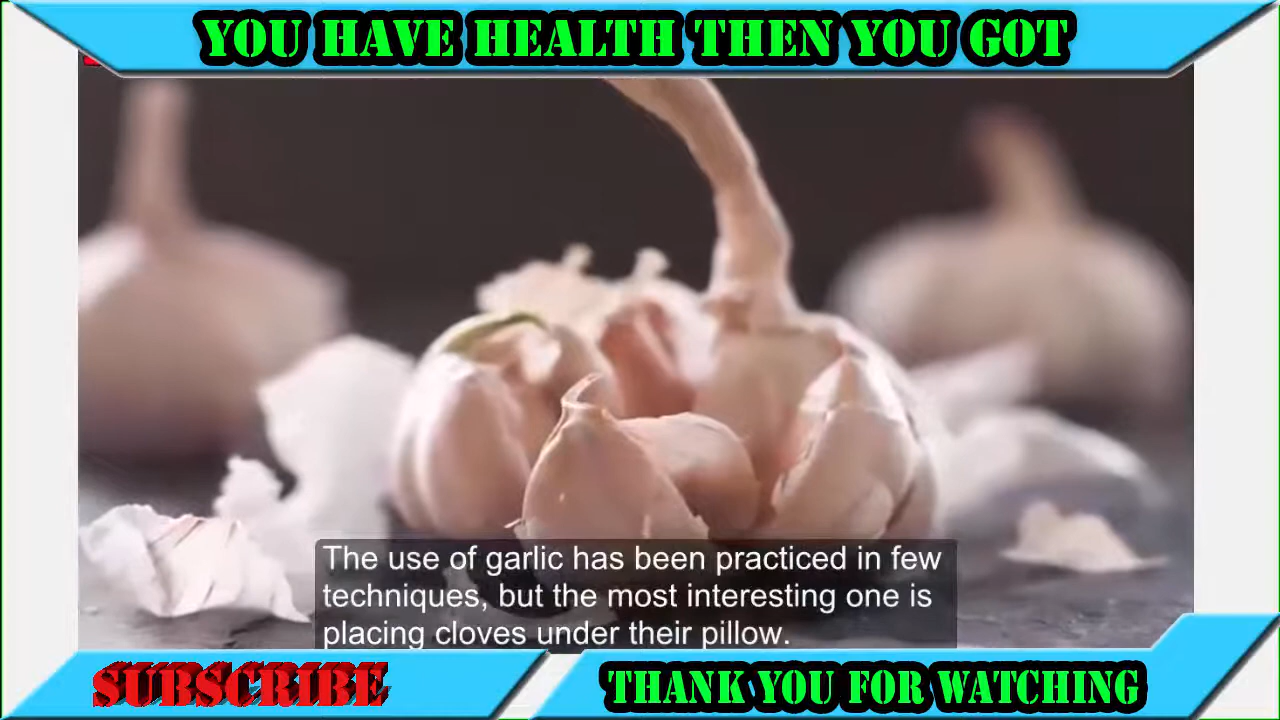 YOU HAVE HEALTH THEN YOU GOT
The use of garlic has been practiced in few
techniques, but the most interesting one is
placing cloves under their pillow.
SUBSCRIBE
THANK YOU FOR WATCHING